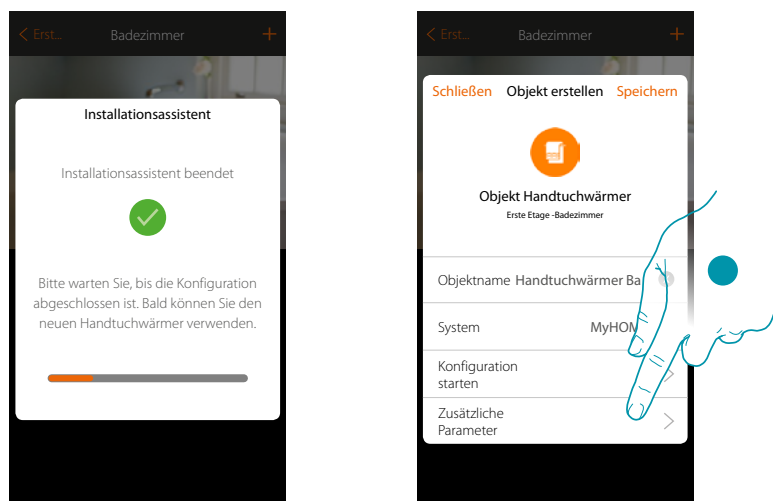 Erst...
Badezimmer
+
Installationsassistent
Installationsassistent beendet
Bitte warten Sie, bis die Konfiguration
abgeschlossen ist. Bald können Sie den
neuen Handtuchwärmer verwenden.
Erst...
Badezimmer
+
Schließen Objekt erstellen Speichern
Objekt Handtuchwärmer
Erste Etage -Badezimmer
Objektname Handtuchwärmer Ba
System MyHOM
Konfiguration
starten
Zusätzliche
Parameter